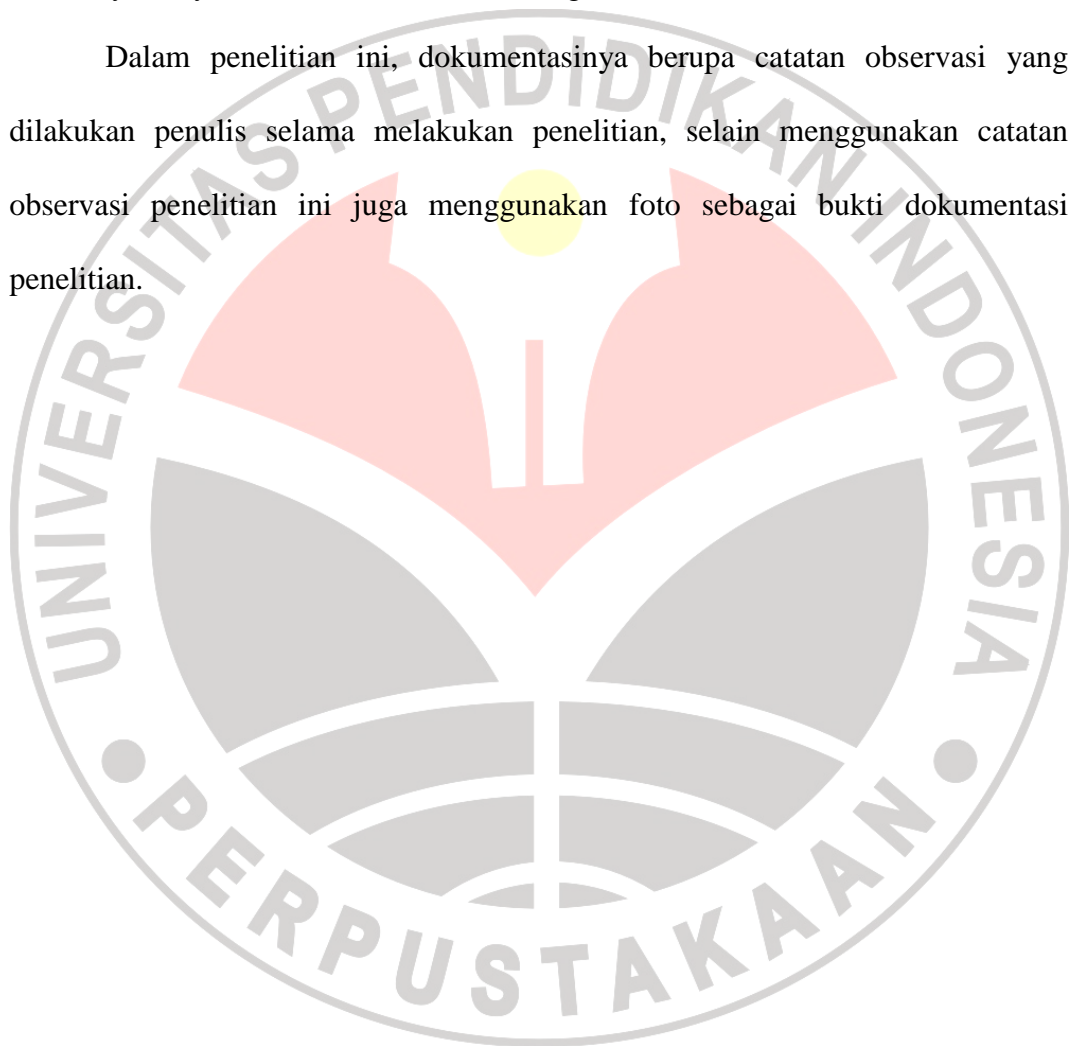 Dalam penelitian ini, dokumentasinya berupa catatan observasi yang
dilakukan penulis selama melakukan penelitian, selain menggunakan catatan
observasi penelitian ini juga menggunakan foto sebagai bukti dokumentasi
penelitian.
UNIVERSITAS PENDIDIKAN INDONESIA
PERPUSTAKAAN